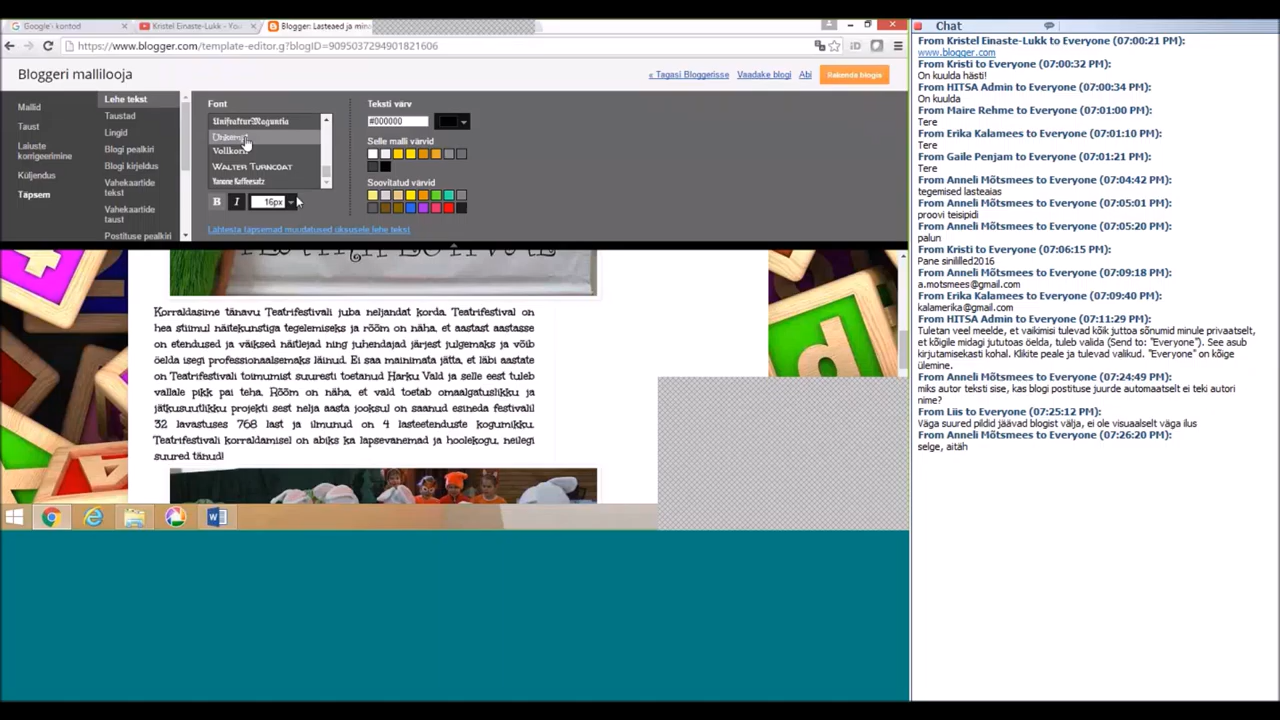 Google'i kontod
Kristel Einaste-Lukk - You
Blogger: Lasteaed ja mine
https://www.blogger.com/template-editor.g?blogID=9095037294901821606
Bloggeri mallilooja
« Tagasi Bloggerisse
Vaadake blogi
Abi
Rakenda blogis
Mallid
Taust
Laiuste
korrigeerimine
Küljendus
Täpsem
Lehe tekst
Taustad
Lingid
Blogi pealkiri
Blogi kirjeldus
Vahekaartide
tekst
Vahekaartide
taust
Postituse pealkiri
Font
UnifrakturMaguntia
Unkempt
Vollkorn
Walter Turncoat
Yanone Kaffeesatz
B I 16px
Tühista täpsemad muudatused üksusele lehe tekst
Teksti värv
#000000
Selle malli värvid
Soovitatud värvid
Korraldasime tänavu Teatrifestivali juba neljandat korda. Teatrifestival on
hea stiimul näitekunstiga tegelemiseks ja rõõm on näha, et aastast aastasse
on etendused ja väiksed näitlejad ning juhendajad järjest julgemaks ja võib
öelda isegi professionaalsemaks läinud. Ei saa mainimata jätta, et läbi aastate
on Teatrifestivali toimumist suuresti toetanud Harku Vald ja selle eest tuleb
vallale pikk pai teha. Rõõm on näha, et vald toetab omaalgatuslikku ja
jätkusuutlikku projekti sest nelja aasta jooksul on saanud esineda festivalil
32 lavastuses 768 last ja ilmunud on 4 lasteetenduste kogumikku.
Teatrifestivali korraldamisel on abiks ka lapsevanemad ja hoolekogu, neilegi
suured tänud!
Chat
From Kristel Einaste-Lukk to Everyone (07:00:21 PM):
www.blogger.com
From Kristi to Everyone (07:00:32 PM):
On kuulda hästi!
From HITSA Admin to Everyone (07:00:34 PM):
On kuulda
From Maire Rehme to Everyone (07:01:00 PM):
Tere
From Erika Kalamees to Everyone (07:01:10 PM):
Tere
From Gaile Penjam to Everyone (07:01:21 PM):
Tere
From Anneli Mõtsmees to Everyone (07:04:42 PM):
tegemised lasteaias
From Anneli Mõtsmees to Everyone (07:05:01 PM):
proovi teisipidi
From Anneli Mõtsmees to Everyone (07:05:20 PM):
palun
From Kristi to Everyone (07:06:15 PM):
Pane sinililled2016
From Anneli Mõtsmees to Everyone (07:09:18 PM):
a.motsmees@gmail.com
From Erika Kalamees to Everyone (07:09:40 PM):
kalamerika@gmail.com
From HITSA Admin to Everyone (07:11:29 PM):
Tuletan veel meelde, et vaikimisi tulevad kõik juttoa sõnumid minule privaatselt,
et kõigile midagi jututoas öelda, tuleb valida (Send to: "Everyone"). See asub
kirjutamisekasti kohal. Klikite peale ja tulevad valikud. "Everyone" on kõige
ülemine.
From Anneli Mõtsmees to Everyone (07:24:49 PM):
miks autor teksti sise, kas blogi postituse juurde automaatselt ei teki autori
nime?
From Liis to Everyone (07:25:12 PM):
Väga suured pildid jäävad blogist välja, ei ole visuaalselt väga ilus
From Anneli Mõtsmees to Everyone (07:26:20 PM):
selge, aitäh